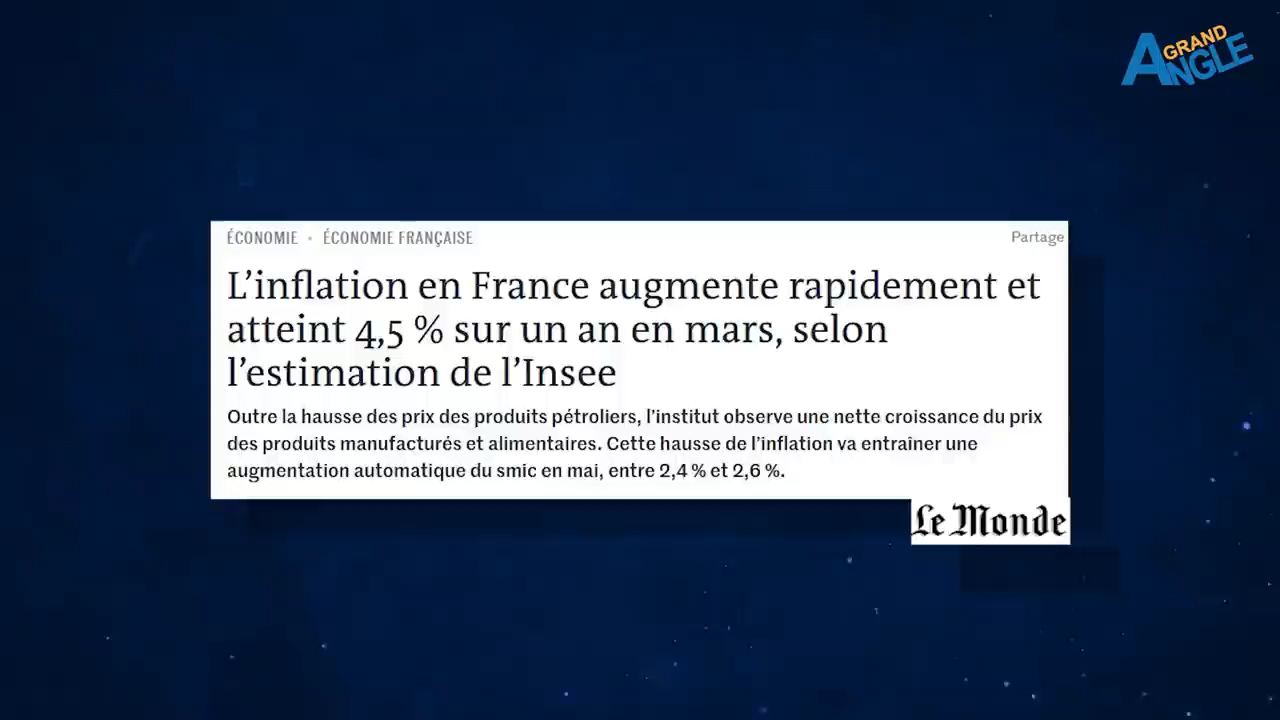 GRAND
ANGLE
ÉCONOMIE • ÉCONOMIE FRANÇAISE
Partage
L’inflation en France augmente rapidement et
atteint 4,5 % sur un an en mars, selon
l’estimation de l’Insee
Outre la hausse des prix des produits pétroliers, l’institut observe une nette croissance du prix
des produits manufacturés et alimentaires. Cette hausse de l’inflation va entraîner une
augmentation automatique du smic en mai, entre 2,4 % et 2,6 %.
Le Monde